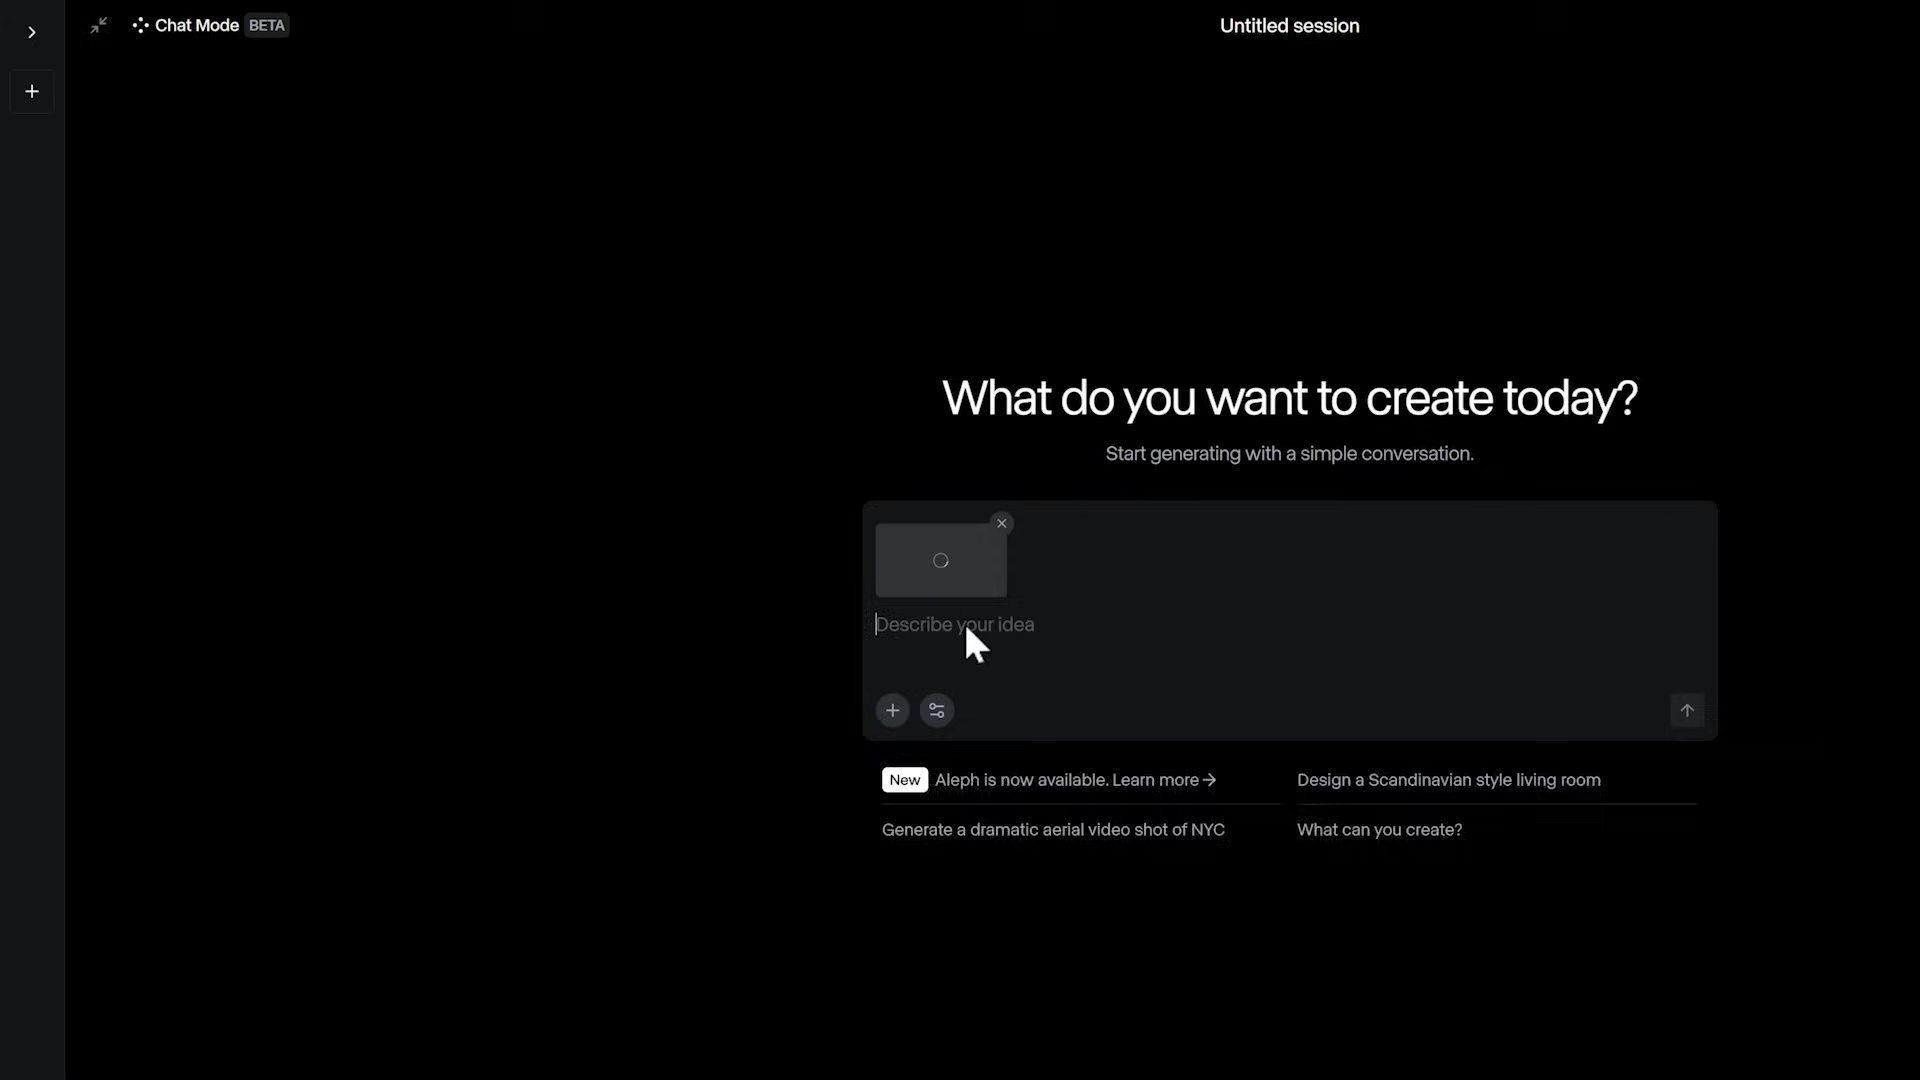 Chat Mode BETA
Untitled session
What do you want to create today?
Start generating with a simple conversation.
Describe your idea
New Aleph is now available. Learn more
Design a Scandinavian style living room
Generate a dramatic aerial video shot of NYC
What can you create?